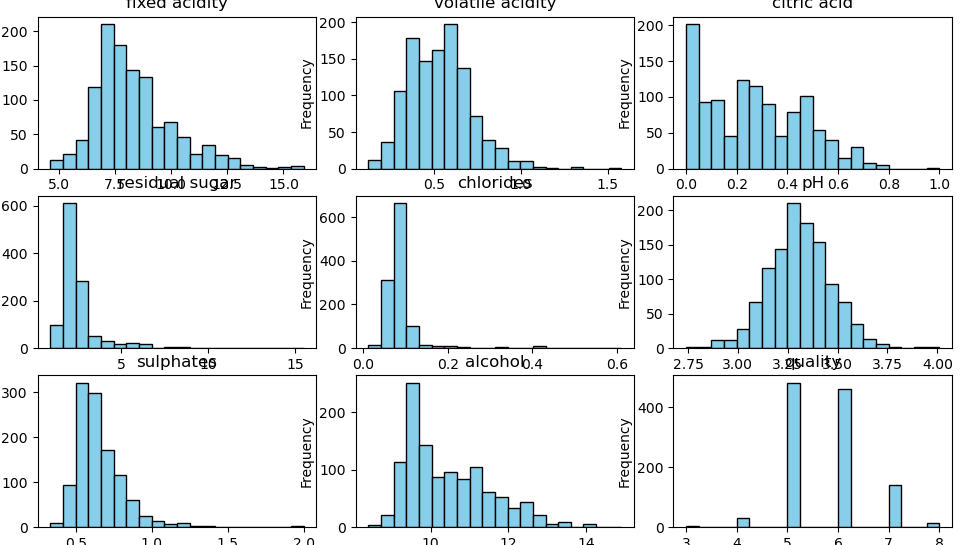 fixed acidity
volatile acidity
citric acid
200
150
100
50
0
5.0 7.5 10.0 12.5 15.0
Frequency
200
150
100
50
0
0.5 1.0 1.5
Frequency
200
150
100
50
0
0.0 0.2 0.4 0.6 0.8 1.0
residual sugar
chlorides
pH
600
400
200
0
5 10 15
Frequency
600
400
200
0
0.0 0.2 0.4 0.6
Frequency
200
150
100
50
0
2.75 3.00 3.25 3.50 3.75 4.00
sulphates
alcohol
quality
300
200
100
0
0.5 1.0 1.5 2.0
Frequency
200
100
0
10 12 14
Frequency
400
200
0
3 4 5 6 7 8